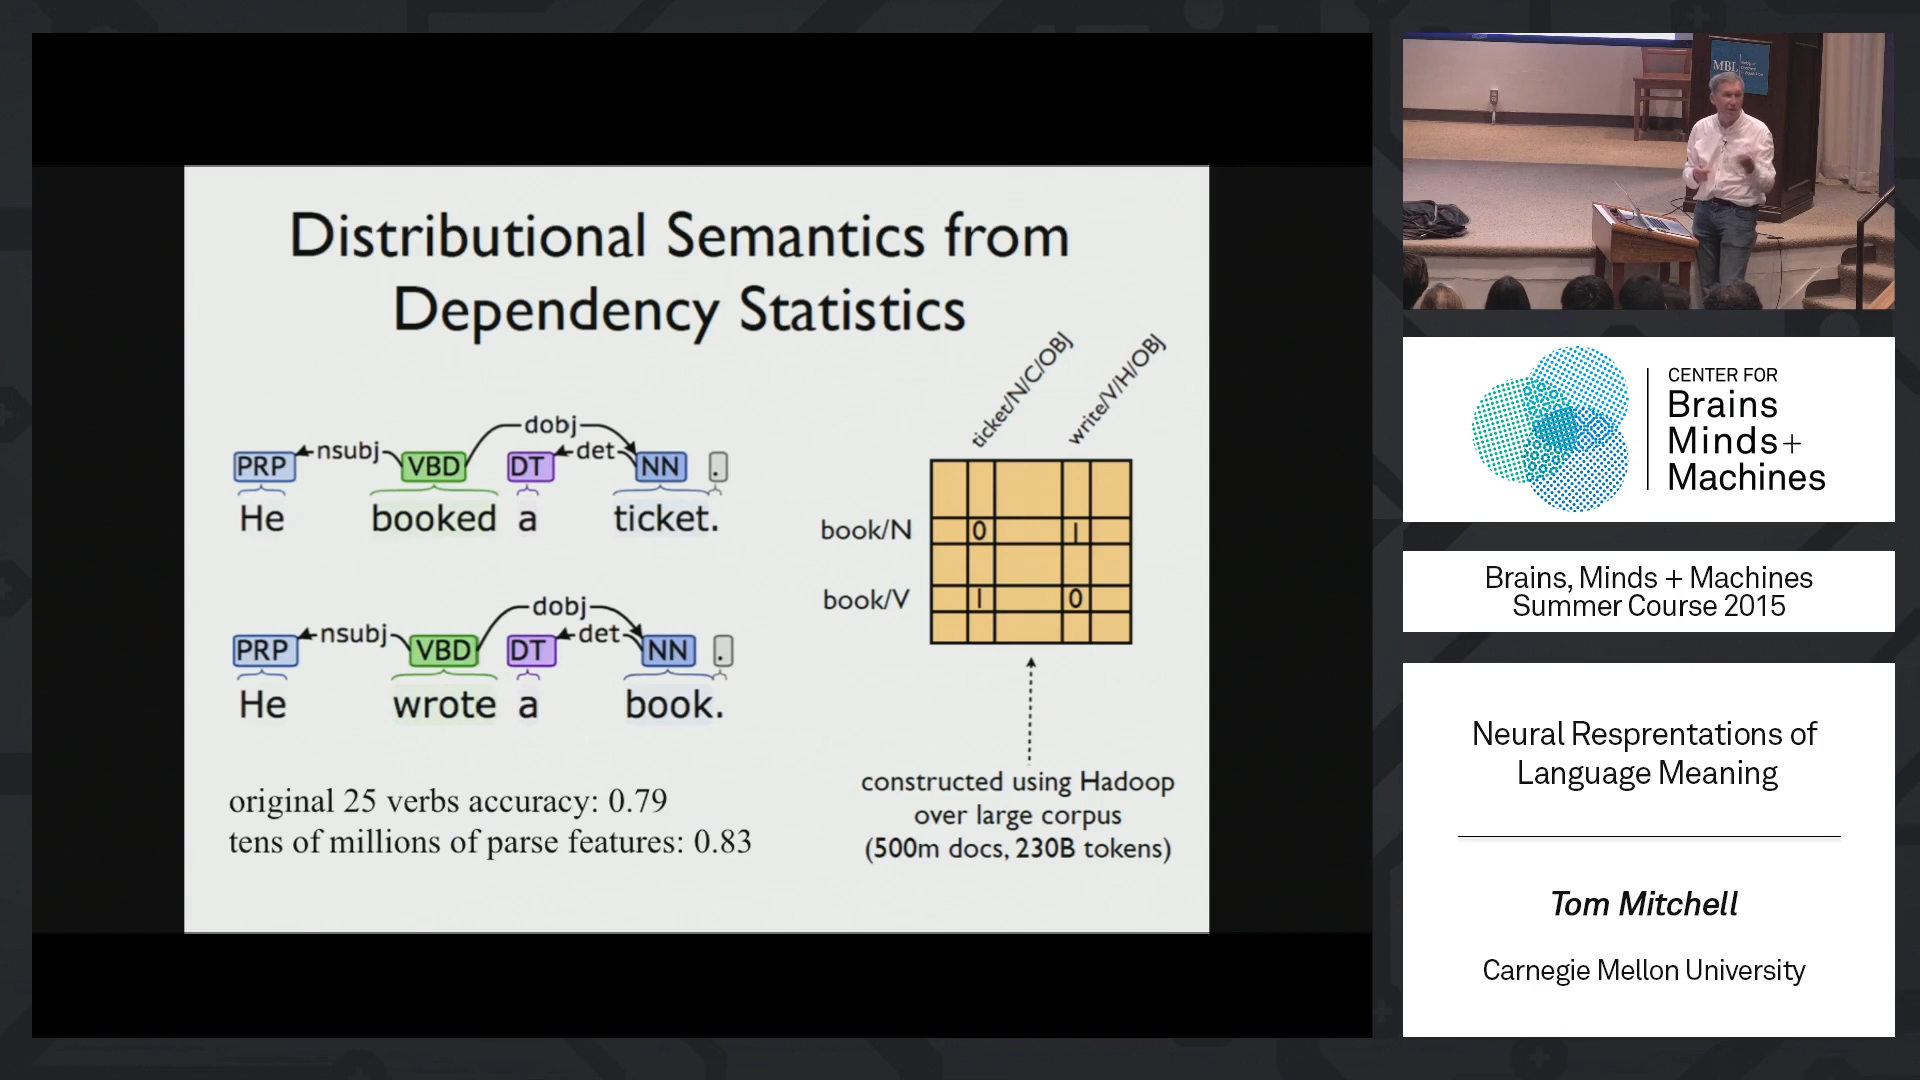 Distributional Semantics from
Dependency Statistics
dobj
nsubj
det
PRP VBD DT NN .
He booked a ticket.
dobj
nsubj
det
PRP VBD DT NN .
He wrote a book.
original 25 verbs accuracy: 0.79
tens of millions of parse features: 0.83
ticket/N/C/OBJ
write/V/H/OBJ
book/N 0 1
book/V 1 0
constructed using Hadoop
over large corpus
(500m docs, 230B tokens)
MBL
CENTER FOR
Brains
Minds+
Machines
Brains, Minds + Machines
Summer Course 2015
Neural Resprentations of
Language Meaning
Tom Mitchell
Carnegie Mellon University